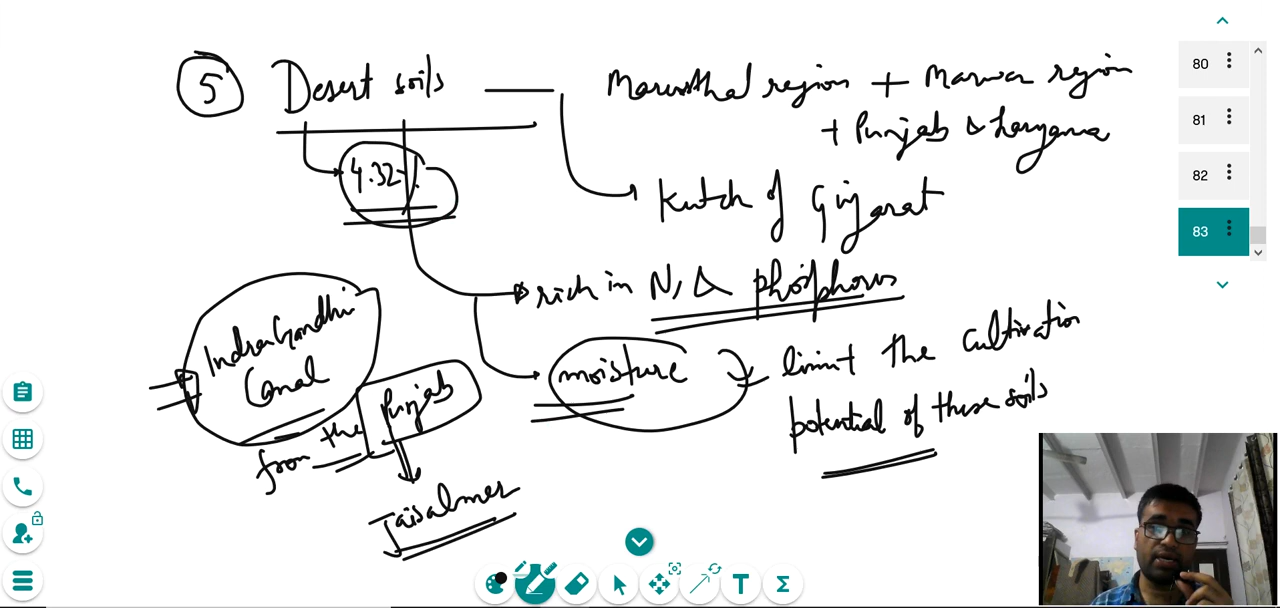 5 Desert soils
Marusthal region + Marwar region
+ Punjab & haryana
4.32%
Kutch of Gujarat
rich in N, & phosphorus
Indira Gandhi
Canal
from the Punjab
Jaisalmer
moisture ↓ limit the cultivation
potential of these soils
80
81
82
83
T
Σ